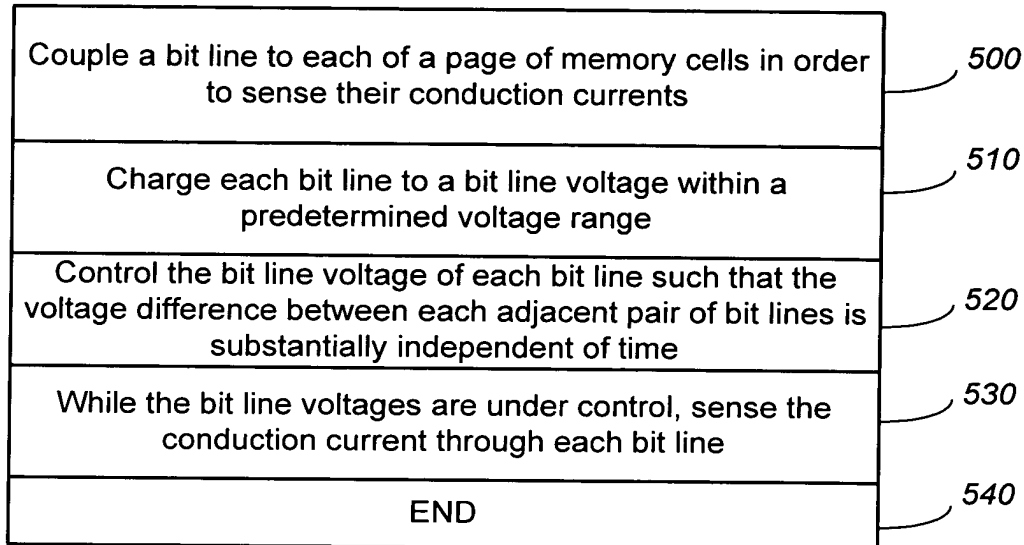 Couple a bit line to each of a page of memory cells in order
to sense their conduction currents
500
Charge each bit line to a bit line voltage within a
predetermined voltage range
510
Control the bit line voltage of each bit line such that the
voltage difference between each adjacent pair of bit lines is
substantially independent of time
520
While the bit line voltages are under control, sense the
conduction current through each bit line
530
END
540